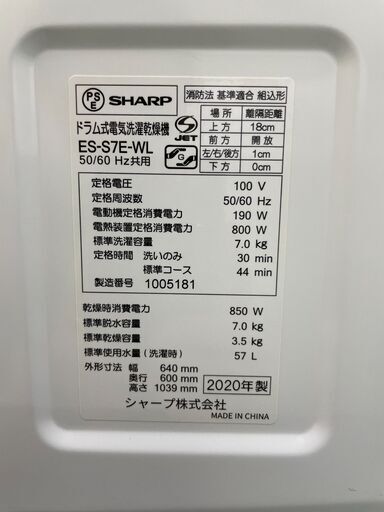 PS
E
SHARP
ドラム式電気洗濯乾燥機
ES-S7E-WL
50/60 Hz共用
S
JET
G
消防法 基準適合 組込形
場 所 離隔距離
上 方 18cm
前 方 開 放
左/右/後方 1cm
下 方 0cm
定格電圧 100 V
定格周波数 50/60 Hz
電動機定格消費電力 190 W
電熱装置定格消費電力 800 W
標準洗濯容量 7.0 kg
定格時間 洗いのみ 30 min
標準コース 44 min
製造番号 1005181
乾燥時消費電力 850 W
標準脱水容量 7.0 kg
標準乾燥容量 3.5 kg
標準使用水量（洗濯時） 57 L
外形寸法 幅 640 mm
奥行 600 mm
高さ 1039 mm
2020年製
シャープ株式会社
MADE IN CHINA